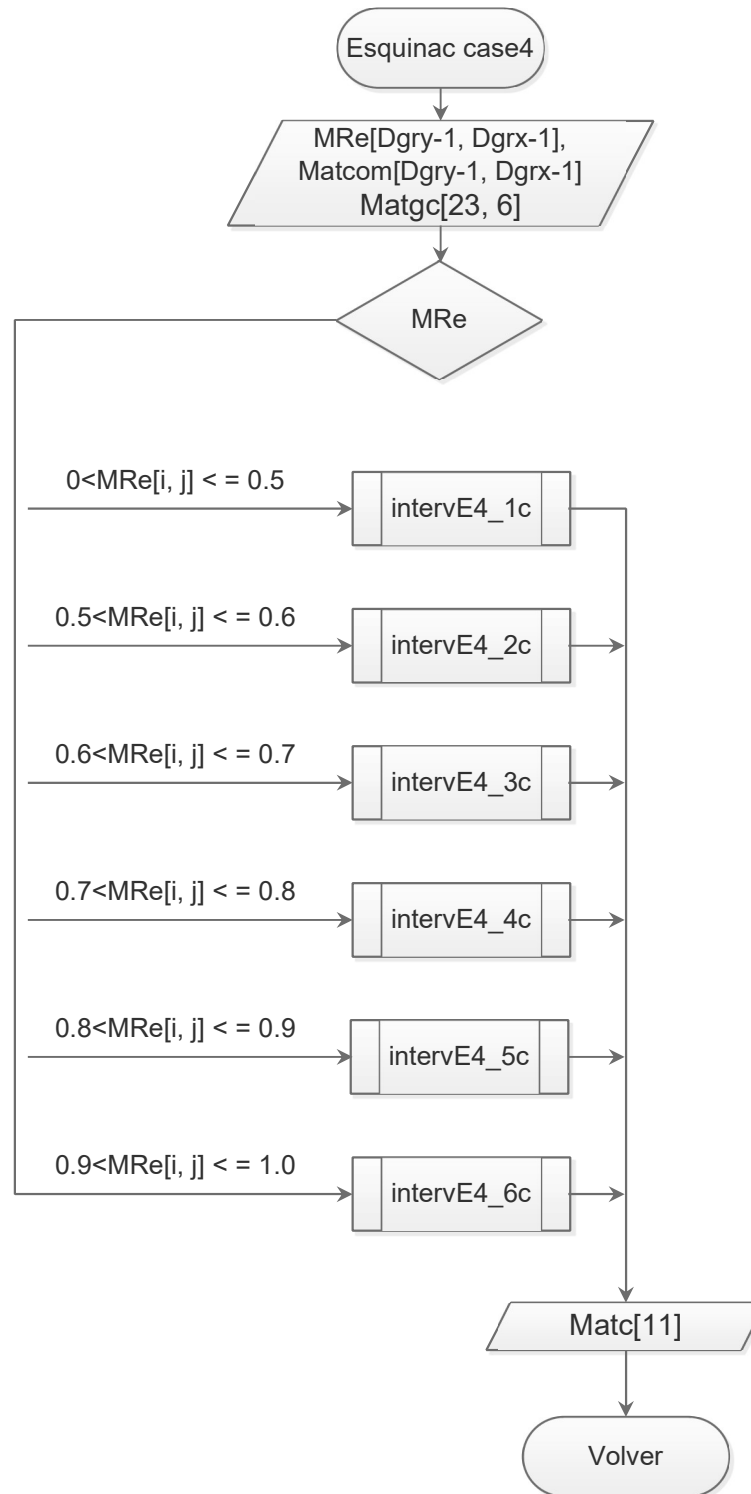 Esquinac case4
MRe[Dgry-1, Dgrx-1],
Matcom[Dgry-1, Dgrx-1]
Matgc[23, 6]
MRe
0<MRe[i, j] < = 0.5
intervE4_1c
0.5<MRe[i, j] < = 0.6
intervE4_2c
0.6<MRe[i, j] < = 0.7
intervE4_3c
0.7<MRe[i, j] < = 0.8
intervE4_4c
0.8<MRe[i, j] < = 0.9
intervE4_5c
0.9<MRe[i, j] < = 1.0
intervE4_6c
Matc[11]
Volver